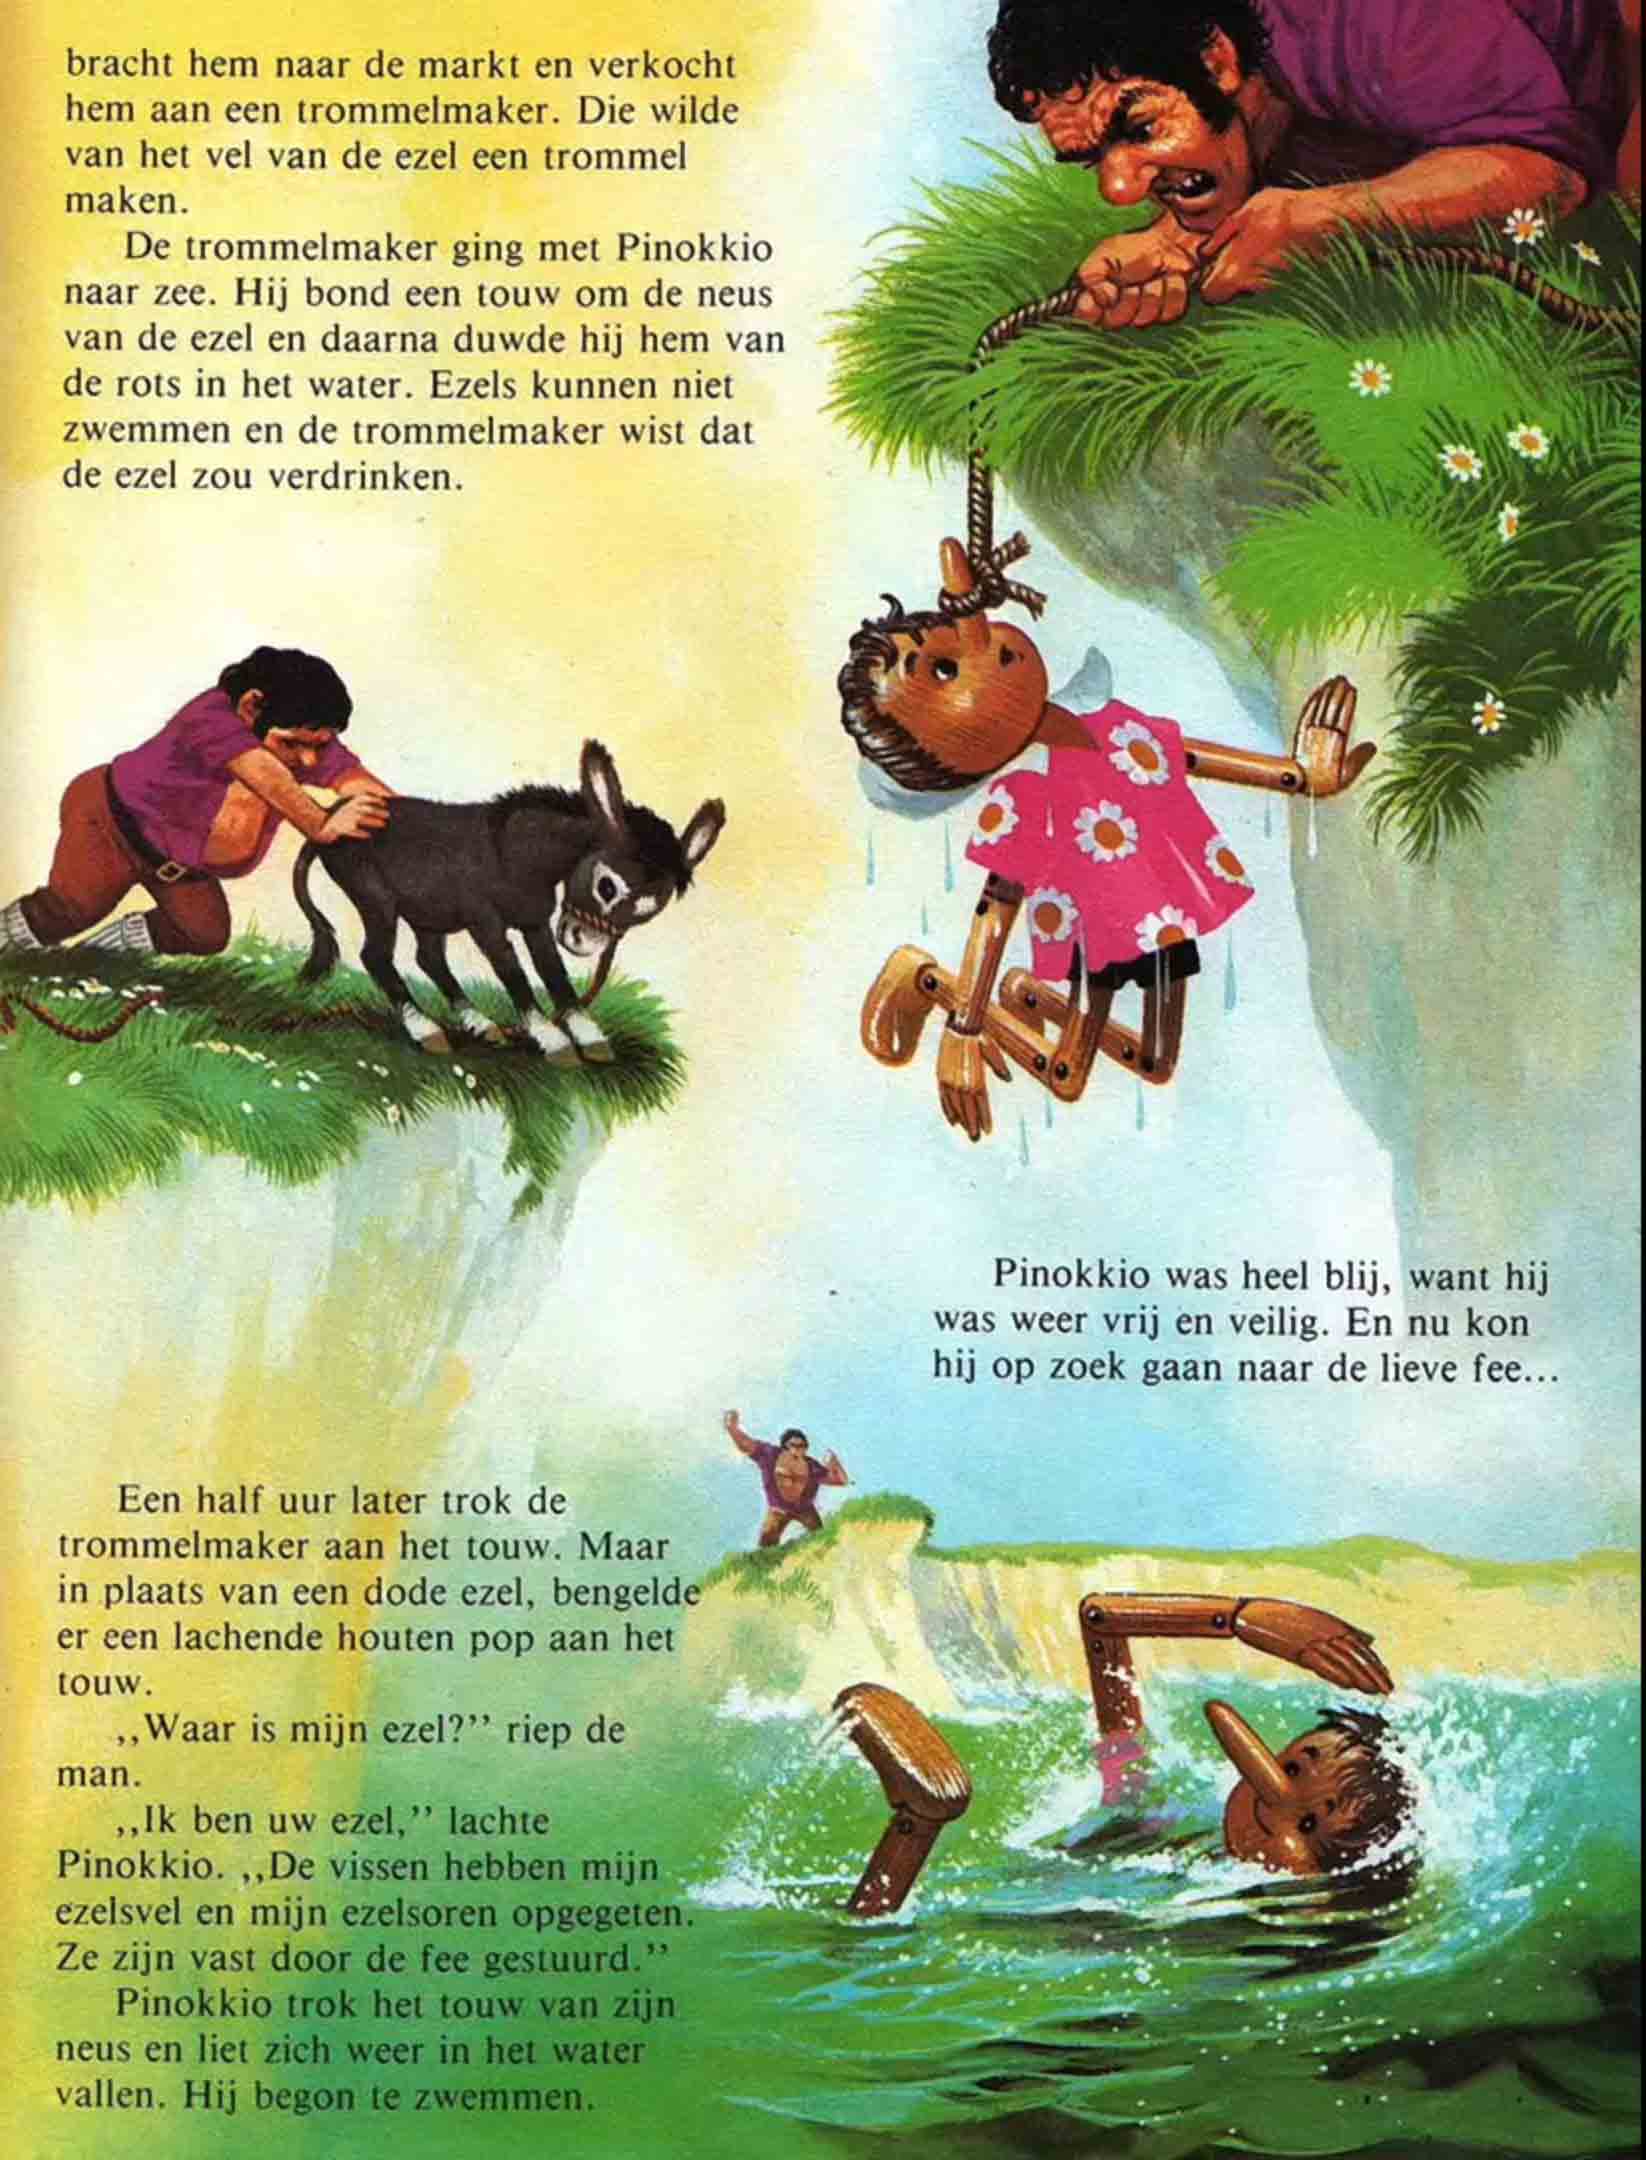 bracht hem naar de markt en verkocht
hem aan een trommelmaker. Die wilde
van het vel van de ezel een trommel
maken.
De trommelmaker ging met Pinokkio
naar zee. Hij bond een touw om de neus
van de ezel en daarna duwde hij hem van
de rots in het water. Ezels kunnen niet
zwemmen en de trommelmaker wist dat
de ezel zou verdrinken.
Een half uur later trok de
trommelmaker aan het touw. Maar
in plaats van een dode ezel, bengelde
er een lachende houten pop aan het
touw.
,,Waar is mijn ezel?’’ riep de
man.
,,Ik ben uw ezel,’’ lachte
Pinokkio. ,,De vissen hebben mijn
ezelsvel en mijn ezelsoren opgegeten.
Ze zijn vast door de fee gestuurd.’’
Pinokkio trok het touw van zijn
neus en liet zich weer in het water
vallen. Hij begon te zwemmen.
Pinokkio was heel blij, want hij
was weer vrij en veilig. En nu kon
hij op zoek gaan naar de lieve fee...